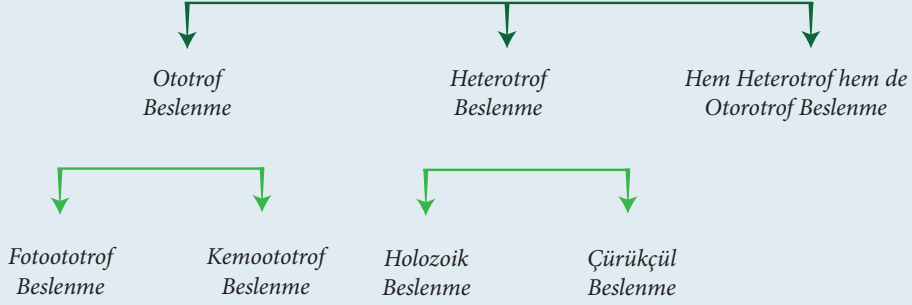 Ototrof
Beslenme
Heterotrof
Beslenme
Hem Heterotrof hem de
Otorotrof Beslenme
Fotoototrof
Beslenme
Kemoototrof
Beslenme
Holozoik
Beslenme
Çürükçül
Beslenme